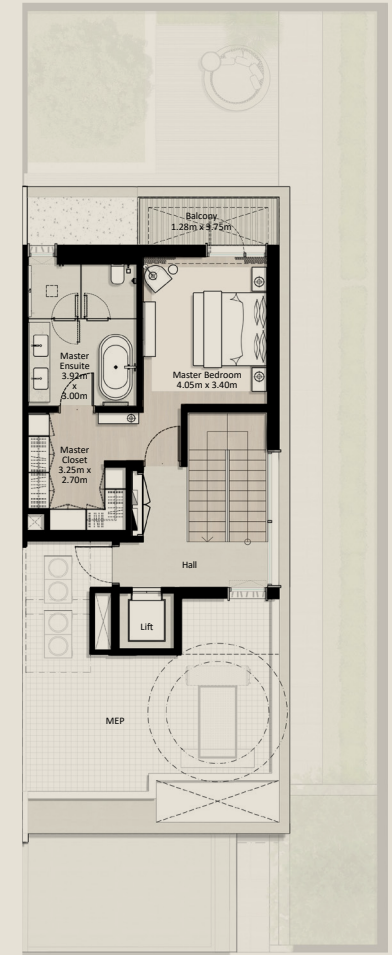 Balcony
1.28m x 3.75m
Master
Ensuite
3.92m
x
3.00m
Master Bedroom
4.05m x 3.40m
Master
Closet
3.25m x
2.70m
Hall
Lift
MEP